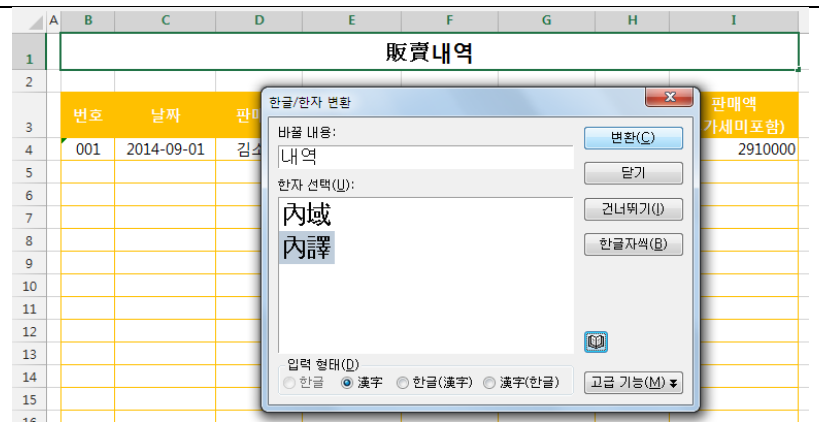 A B C D E F G H I
1 販賣내역
2
3 번호 날짜 판매액
가세미포함)
4 001 2014-09-01 2910000
5
6
7
8
9
10
11
12
13
14
15
한글/한자 변환
바꿀 내용:
내역
한자 선택(U):
內域
內譯
변환(C)
닫기
건너뛰기(I)
한글자씩(B)
입력 형태(D)
한글 漢字 한글(漢字) 漢字(한글)
고급 기능(M)